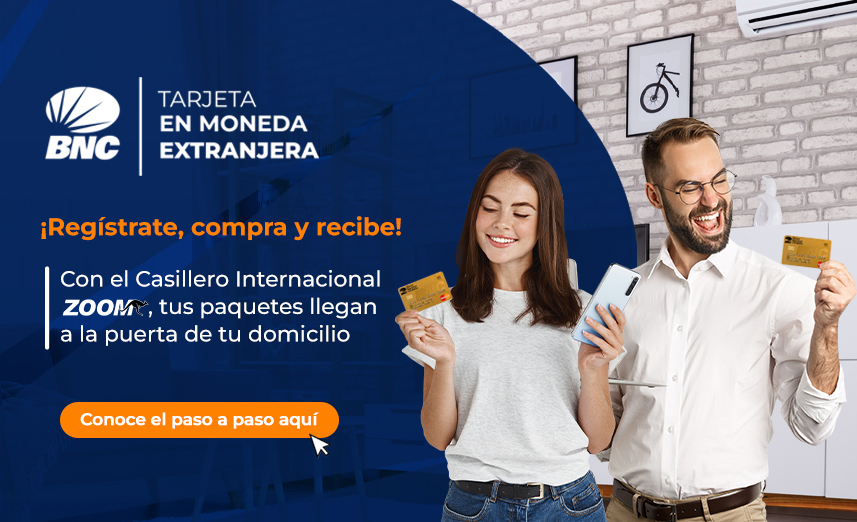 BNC
TARJETA
EN MONEDA
EXTRANJERA
¡Regístrate, compra y recibe!
Con el Casillero Internacional
ZOOM, tus paquetes llegan
a la puerta de tu domicilio
Conoce el paso a paso aquí